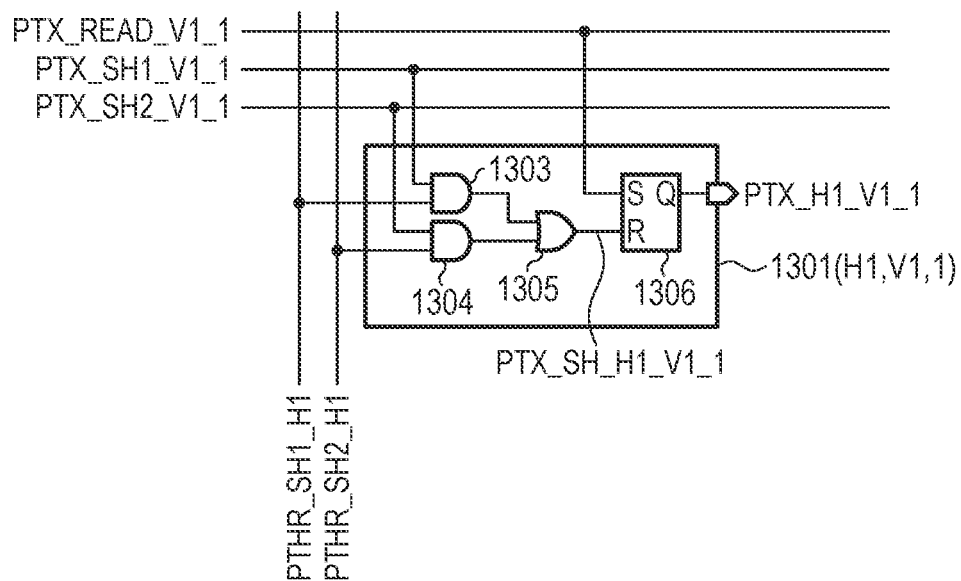 PTX_READ_V1_1
PTX_SH1_V1_1
PTX_SH2_V1_1
1303
S Q
R
PTX_H1_V1_1
1304
1305
1306
1301(H1,V1,1)
PTX_SH_H1_V1_1
PTHR_SH1_H1
PTHR_SH2_H1